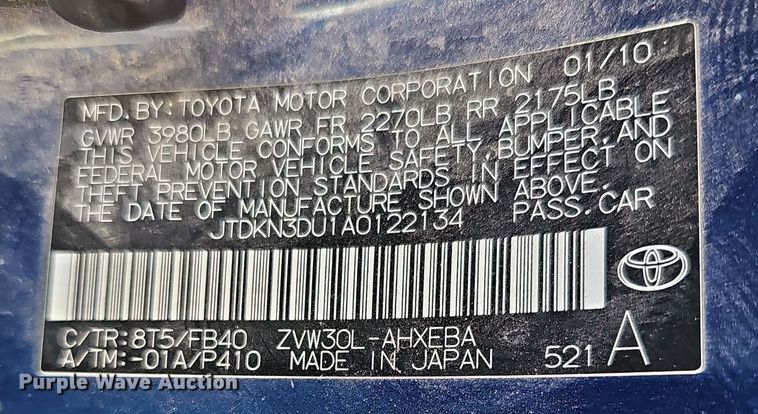 MFD. BY: TOYOTA MOTOR CORPORATION 01/10
GVWR 3980LB GAWR FR 2270LB RR 2175LB
THIS VEHICLE CONFORMS TO ALL APPLICABLE
FEDERAL MOTOR VEHICLE SAFETY, BUMPER, AND
THEFT PREVENTION STANDARDS IN EFFECT ON
THE DATE OF MANUFACTURE SHOWN ABOVE.
JTDKN3DU1A0122134 PASS. CAR
C/TR: 8T5/FB40 ZVW30L-AHXEBA
A/TM: -01A/P410 MADE IN JAPAN 521 A
Purple Wave Auction